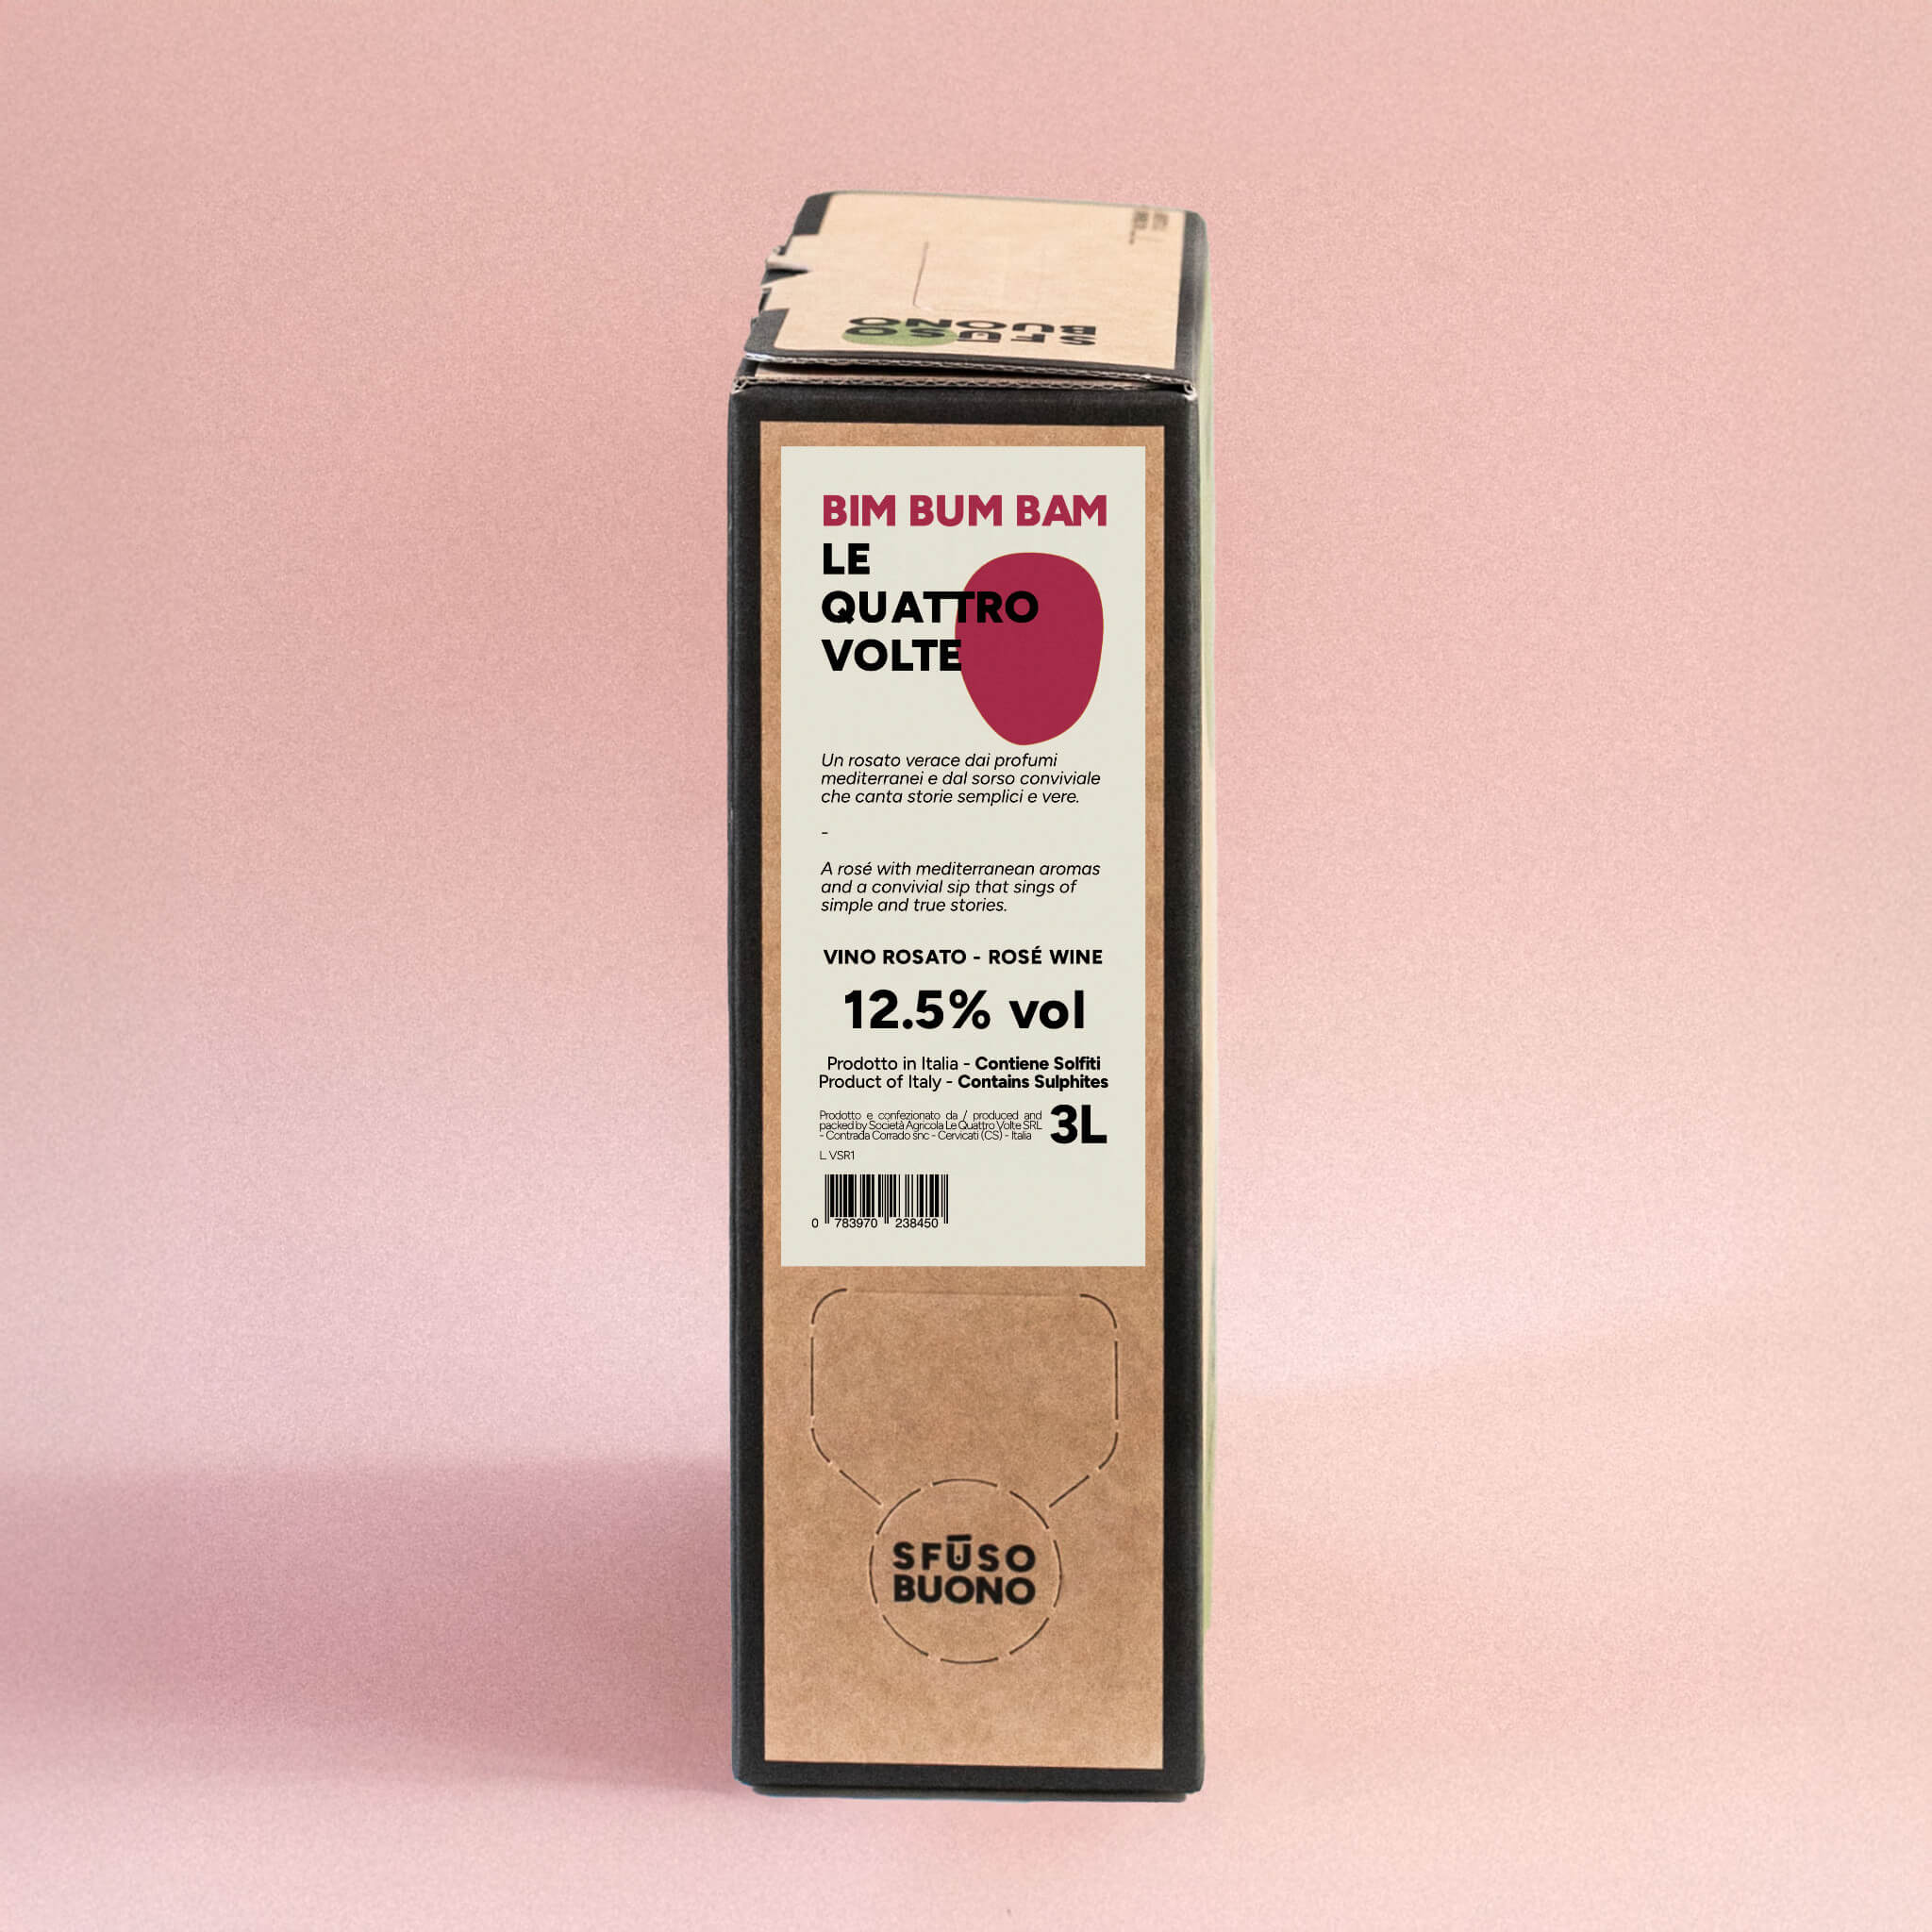 SFUSO
BUONO
BIM BUM BAM
LE
QUATTRO
VOLTE
Un rosato verace dai profumi
mediterranei e dal sorso conviviale
che canta storie semplici e vere.
-
A rosé with mediterranean aromas
and a convivial sip that sings of
simple and true stories.
VINO ROSATO - ROSÉ WINE
12.5% vol
Prodotto in Italia - Contiene Solfiti
Product of Italy - Contains Sulphites
Prodotto e confezionato da / produced and
packed by Società Agricola Le Quattro Volte SRL
- Contrada Corrado snc - Cervicati (CS) - Italia
3L
L VSR1
0 783970 238450
SFŪSO
BUONO